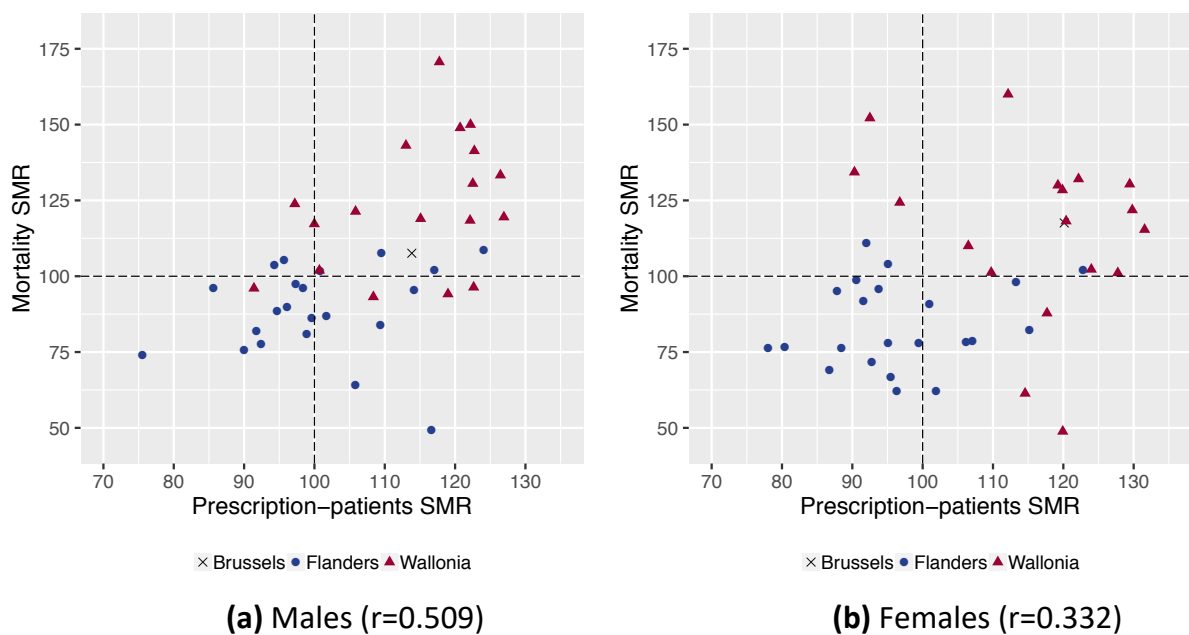 175
150
125
100
75
50
Mortality SMR
70 80 90 100 110 120 130
Prescription−patients SMR
Brussels Flanders Wallonia
(a) Males (r=0.509)
175
150
125
100
75
50
Mortality SMR
70 80 90 100 110 120 130
Prescription−patients SMR
Brussels Flanders Wallonia
(b) Females (r=0.332)